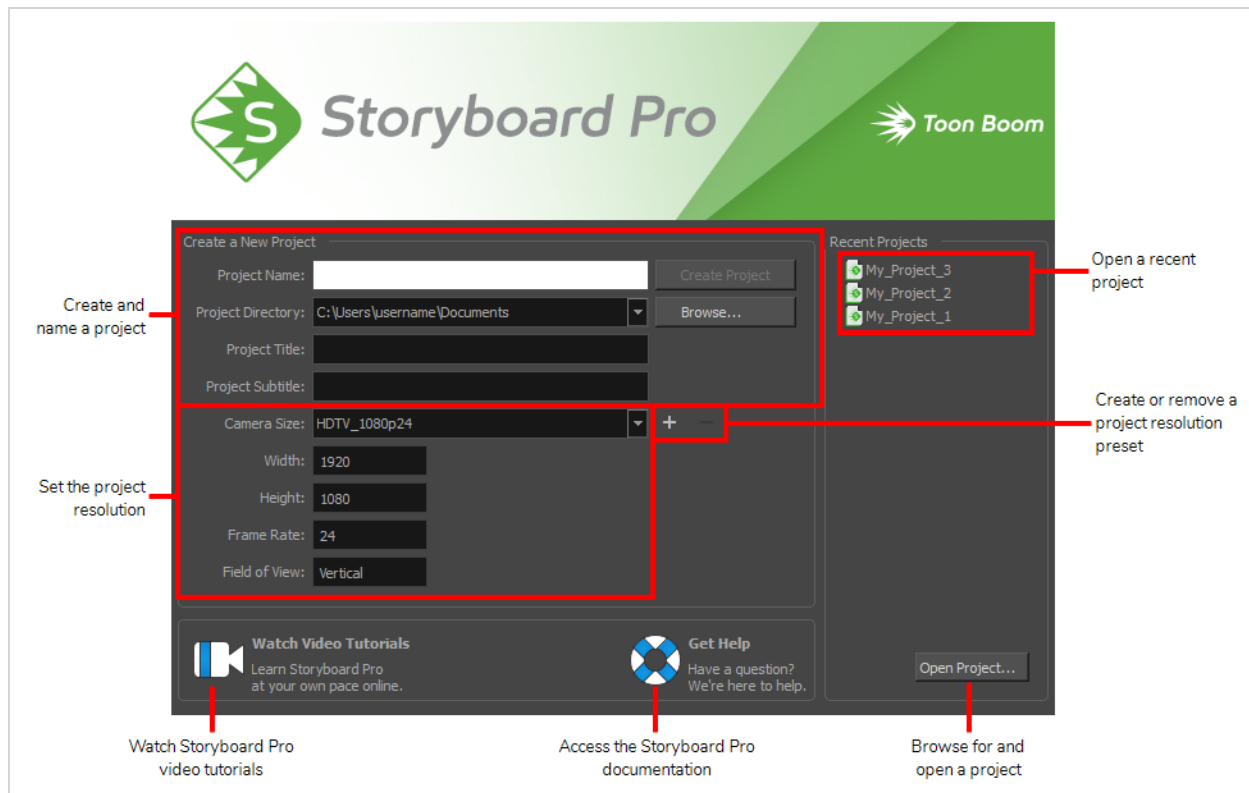 Storyboard Pro
Toon Boom
Create a New Project
Project Name:
Create Project
Project Directory: C:\Users\username\Documents
Browse...
Project Title:
Project Subtitle:
Camera Size: HDTV_1080p24
+ −
Width: 1920
Height: 1080
Frame Rate: 24
Field of View: Vertical
Recent Projects
My_Project_3
My_Project_2
My_Project_1
Open Project...
Watch Video Tutorials
Learn Storyboard Pro
at your own pace online.
Get Help
Have a question?
We're here to help.
Create and
name a project
Set the project
resolution
Open a recent
project
Create or remove a
project resolution
preset
Watch Storyboard Pro
video tutorials
Access the Storyboard Pro
documentation
Browse for and
open a project